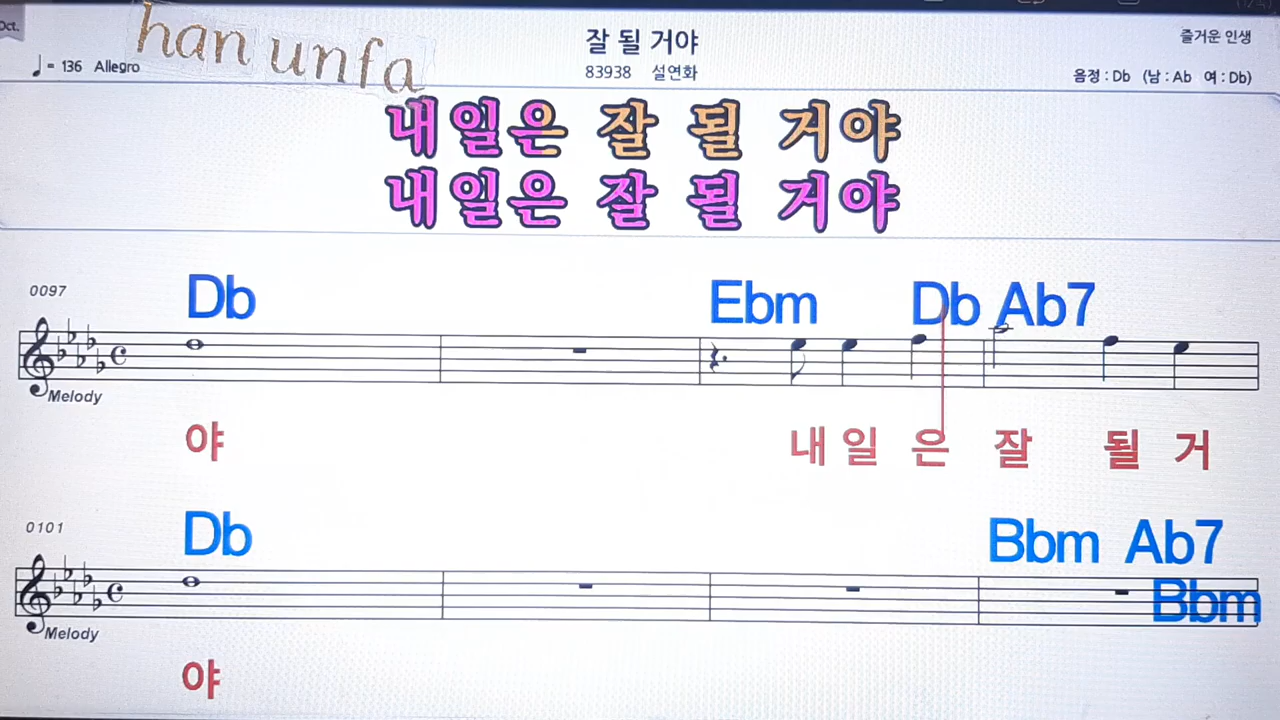 Oct.
han unfa
잘 될 거야
즐거운 인생
♩= 136 Allegro
83938 설연화
음정 : Db (남 : Ab 여 : Db)
내일은 잘 될 거야
내일은 잘 될 거야
0097
Db Ebm Db Ab7
Melody
야 내 일 은 잘 될 거
0101
Db Bbm Ab7
Bbm
Melody
야